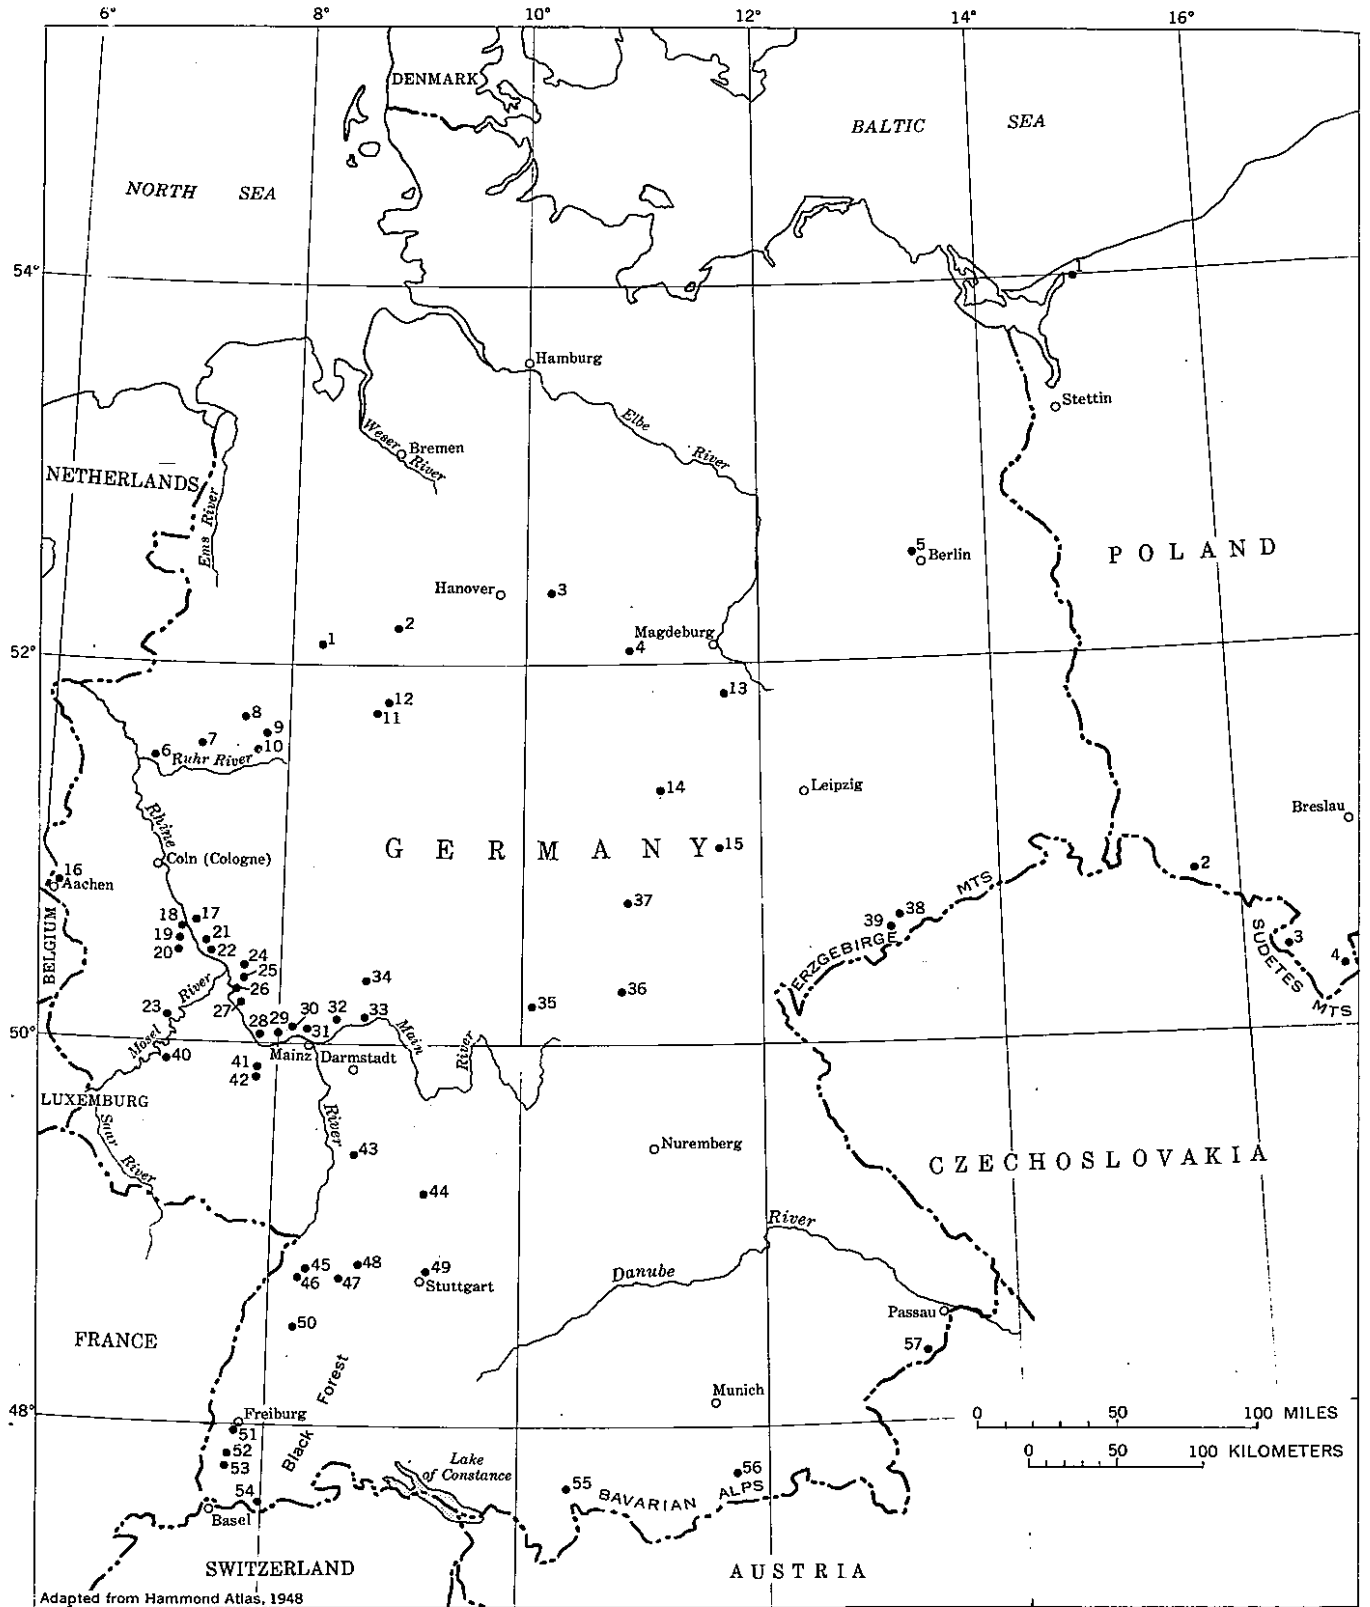 6° 8° 10° 12° 14° 16°
DENMARK
BALTIC SEA
NORTH SEA
54°
1
Hamburg
Elbe River
Stettin
Weser River
Bremen
NETHERLANDS
Ems River
5
Berlin
POLAND
Hanover
3
1
2
Magdeburg
4
52°
13
12
11
8
9
7
10
6
Ruhr River
14
Leipzig
Breslau
Rhine
GERMANY
15
Coln (Cologne)
2
16
Aachen
37
MTS
38
39
ERZGEBIRGE
SUDETES
MTS
3
4
BELGIUM
18
17
19
21
20
22
24
25
26
27
River
34
23
35
36
28
29
30
31
32
33
50°
Mosel
Main River
40
41
42
Mainz
Darmstadt
LUXEMBURG
Saar River
River
43
Nuremberg
CZECHOSLOVAKIA
44
River
Danube
45
48
49
46
47
Stuttgart
Passau
50
FRANCE
57
Black Forest
Munich
48°
Freiburg
51
52
53
0 50 100 MILES
0 50 100 KILOMETERS
Lake
of Constance
56
55
BAVARIAN ALPS
54
Basel
SWITZERLAND
AUSTRIA
Adapted from Hammond Atlas, 1948